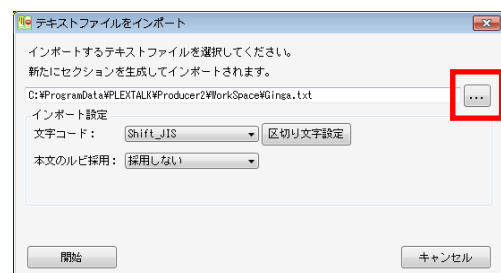 テキストファイルをインポート
インポートするテキストファイルを選択してください。
新たにセクションを生成してインポートされます。
C:¥ProgramData¥PLEXTALK¥Producer2¥WorkSpace¥Ginga.txt ...
インポート設定
文字コード： Shift_JIS 区切り文字設定
本文のルビ採用： 採用しない
開始 キャンセル